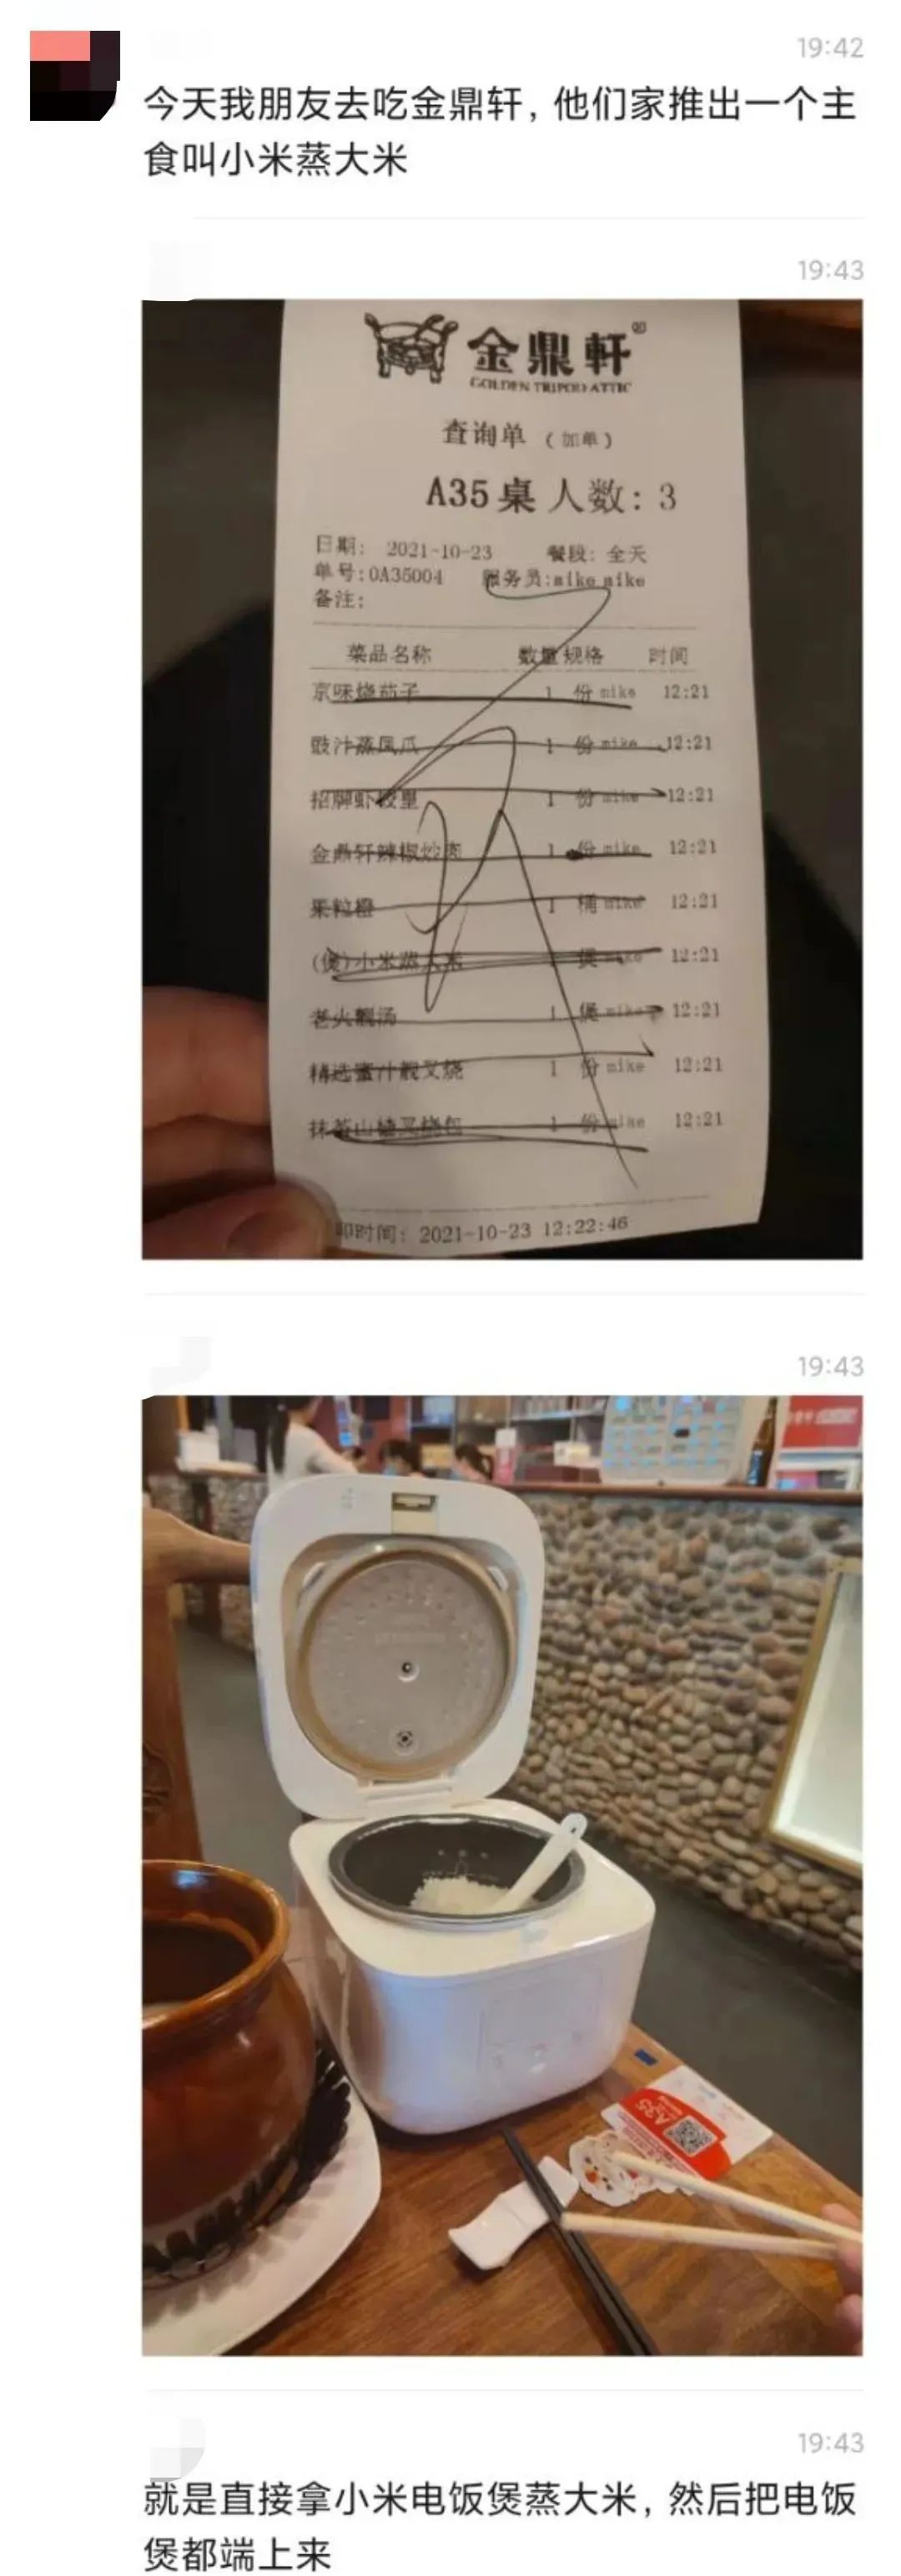 19:42
今天我朋友去吃金鼎轩，他们家推出一个主
食叫小米蒸大米
19:43
金鼎軒®
GOLDEN TRIPOD ATTIC
查询单（加单）
A35桌 人数：3
日期： 2021-10-23 餐段：全天
单号:0A35004 服务员:mike mike
备注：
菜品名称 数量 规格 时间
京味烧茄子 1 份 mike 12:21
豉汁蒸凤爪 1 份 mike 12:21
招牌虾饺皇 1 份 mike 12:21
金鼎轩辣椒炒肉 1 份 mike 12:21
果粒橙 1 桶 mike 12:21
(煲)小米蒸大米 1 煲 mike 12:21
老火靓汤 1 煲 mike 12:21
精选蜜汁靓叉烧 1 份 mike 12:21
抹茶山楂叉烧包 1 份 mike 12:21
印时间：2021-10-23 12:22:46
19:43
A35
19:43
就是直接拿小米电饭煲蒸大米，然后把电饭
煲都端上来